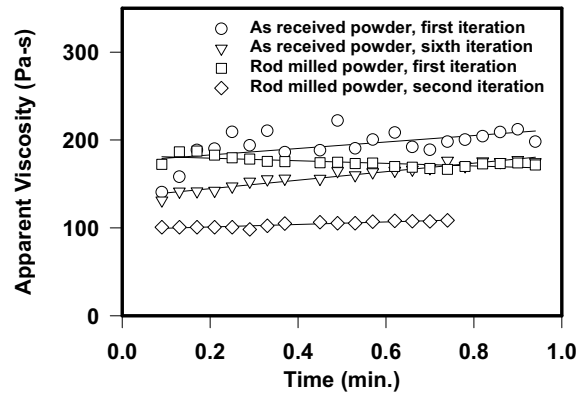 As received powder, first iteration
As received powder, sixth iteration
Rod milled powder, first iteration
Rod milled powder, second iteration
Apparent Viscosity (Pa-s)
300
200
100
0
0.0 0.2 0.4 0.6 0.8 1.0
Time (min.)